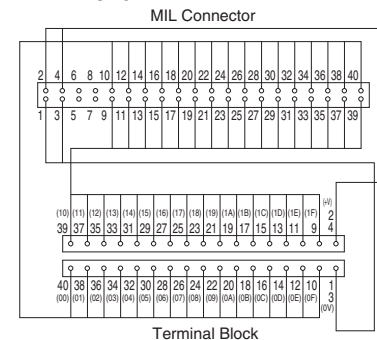 MIL Connector
2 4 6 8 10 12 14 16 18 20 22 24 26 28 30 32 34 36 38 40
1 3 5 7 9 11 13 15 17 19 21 23 25 27 29 31 33 35 37 39
(+V)
(10) (11) (12) (13) (14) (15) (16) (17) (18) (19) (1A) (1B) (1C) (1D) (1E) (1F) 2
39 37 35 33 31 29 27 25 23 21 19 17 15 13 11 9 4
40 38 36 34 32 30 28 26 24 22 20 18 16 14 12 10 1
(00) (01) (02) (03) (04) (05) (06) (07) (08) (09) (0A) (0B) (0C) (0D) (0E) (0F) 3
(0V)
Terminal Block